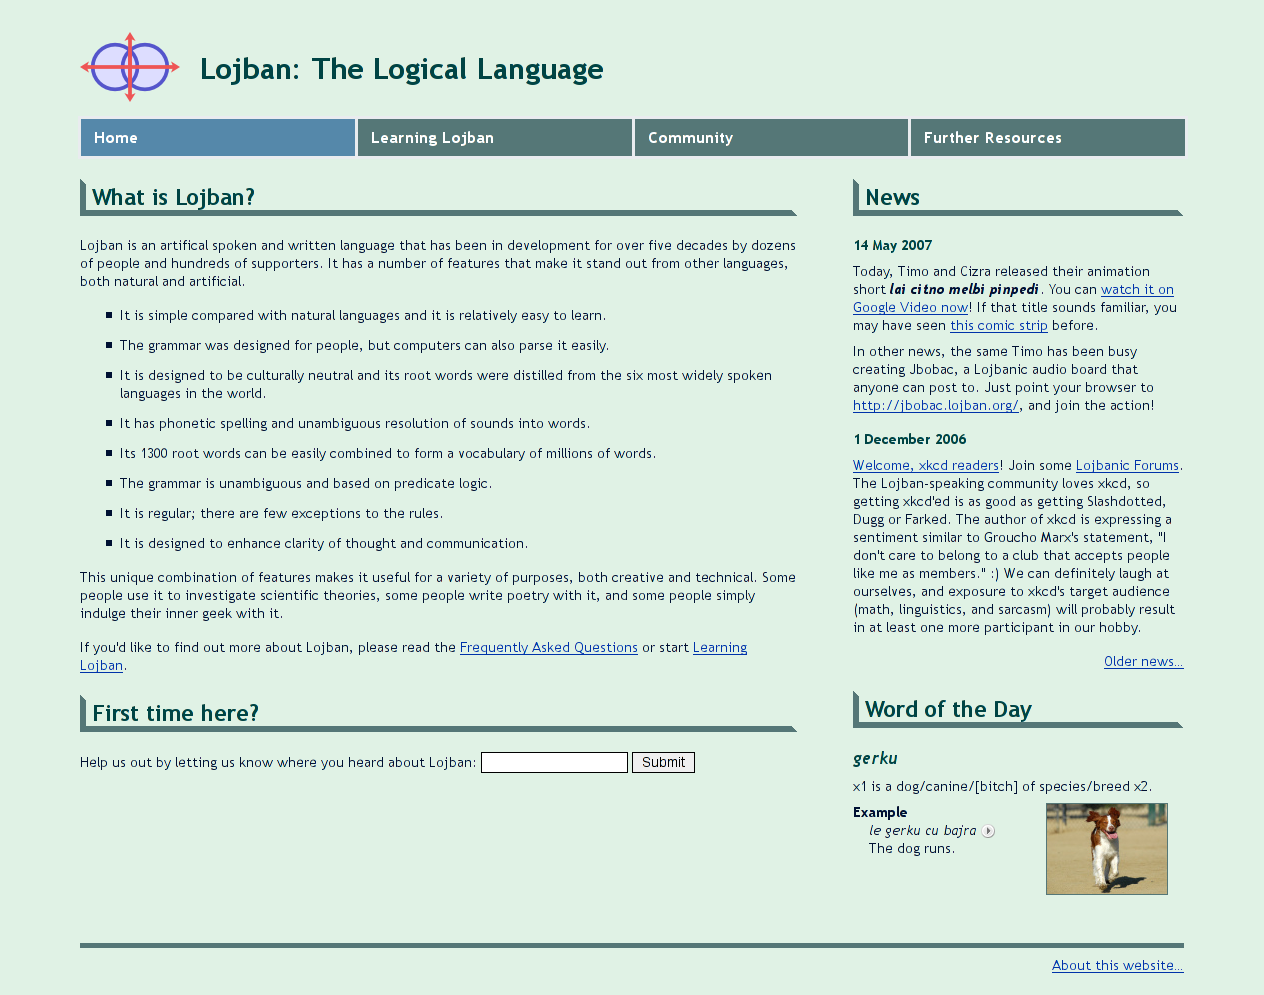 Lojban: The Logical Language
Home
Learning Lojban
Community
Further Resources
What is Lojban?
Lojban is an artifical spoken and written language that has been in development for over five decades by dozens
of people and hundreds of supporters. It has a number of features that make it stand out from other languages,
both natural and artificial.
It is simple compared with natural languages and it is relatively easy to learn.
The grammar was designed for people, but computers can also parse it easily.
It is designed to be culturally neutral and its root words were distilled from the six most widely spoken
languages in the world.
It has phonetic spelling and unambiguous resolution of sounds into words.
Its 1300 root words can be easily combined to form a vocabulary of millions of words.
The grammar is unambiguous and based on predicate logic.
It is regular; there are few exceptions to the rules.
It is designed to enhance clarity of thought and communication.
This unique combination of features makes it useful for a variety of purposes, both creative and technical. Some
people use it to investigate scientific theories, some people write poetry with it, and some people simply
indulge their inner geek with it.
If you'd like to find out more about Lojban, please read the Frequently Asked Questions or start Learning
Lojban.
First time here?
Help us out by letting us know where you heard about Lojban:
Submit
News
14 May 2007
Today, Timo and Cizra released their animation
short lai citno melbi pinpedi. You can watch it on
Google Video now! If that title sounds familiar, you
may have seen this comic strip before.
In other news, the same Timo has been busy
creating Jbobac, a Lojbanic audio board that
anyone can post to. Just point your browser to
http://jbobac.lojban.org/, and join the action!
1 December 2006
Welcome, xkcd readers! Join some Lojbanic Forums.
The Lojban-speaking community loves xkcd, so
getting xkcd'ed is as good as getting Slashdotted,
Dugg or Farked. The author of xkcd is expressing a
sentiment similar to Groucho Marx's statement, "I
don't care to belong to a club that accepts people
like me as members." :) We can definitely laugh at
ourselves, and exposure to xkcd's target audience
(math, linguistics, and sarcasm) will probably result
in at least one more participant in our hobby.
Older news...
Word of the Day
gerku
x1 is a dog/canine/[bitch] of species/breed x2.
Example
le gerku cu bajra
The dog runs.
About this website...